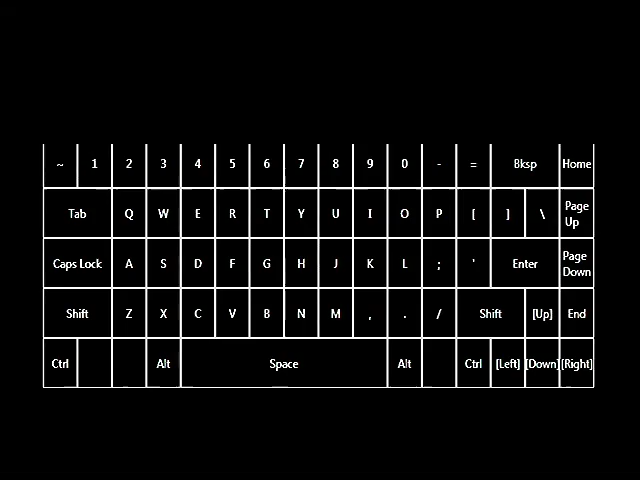 ~ 1 2 3 4 5 6 7 8 9 0 - = Bksp Home
Tab Q W E R T Y U I O P [ ] \ Page Up
Caps Lock A S D F G H J K L ; ' Enter Page Down
Shift Z X C V B N M , . / Shift [Up] End
Ctrl Alt Space Alt Ctrl [Left] [Down] [Right]